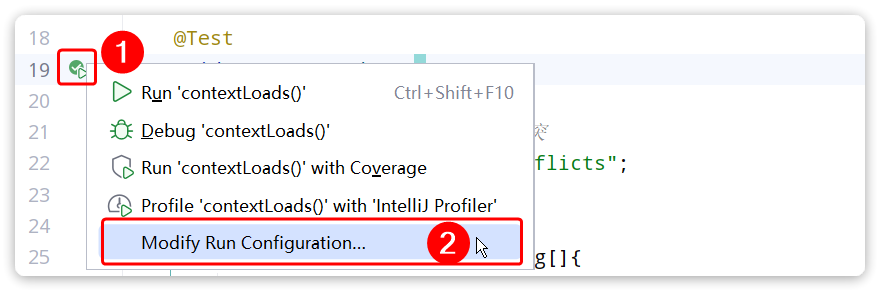 18 @Test
19
1
Run 'contextLoads()' Ctrl+Shift+F10
20
Debug 'contextLoads()'
21 突
Run 'contextLoads()' with Coverage
22 flicts";
23
Profile 'contextLoads()' with 'IntelliJ Profiler'
24
Modify Run Configuration...
2
25 g[]{